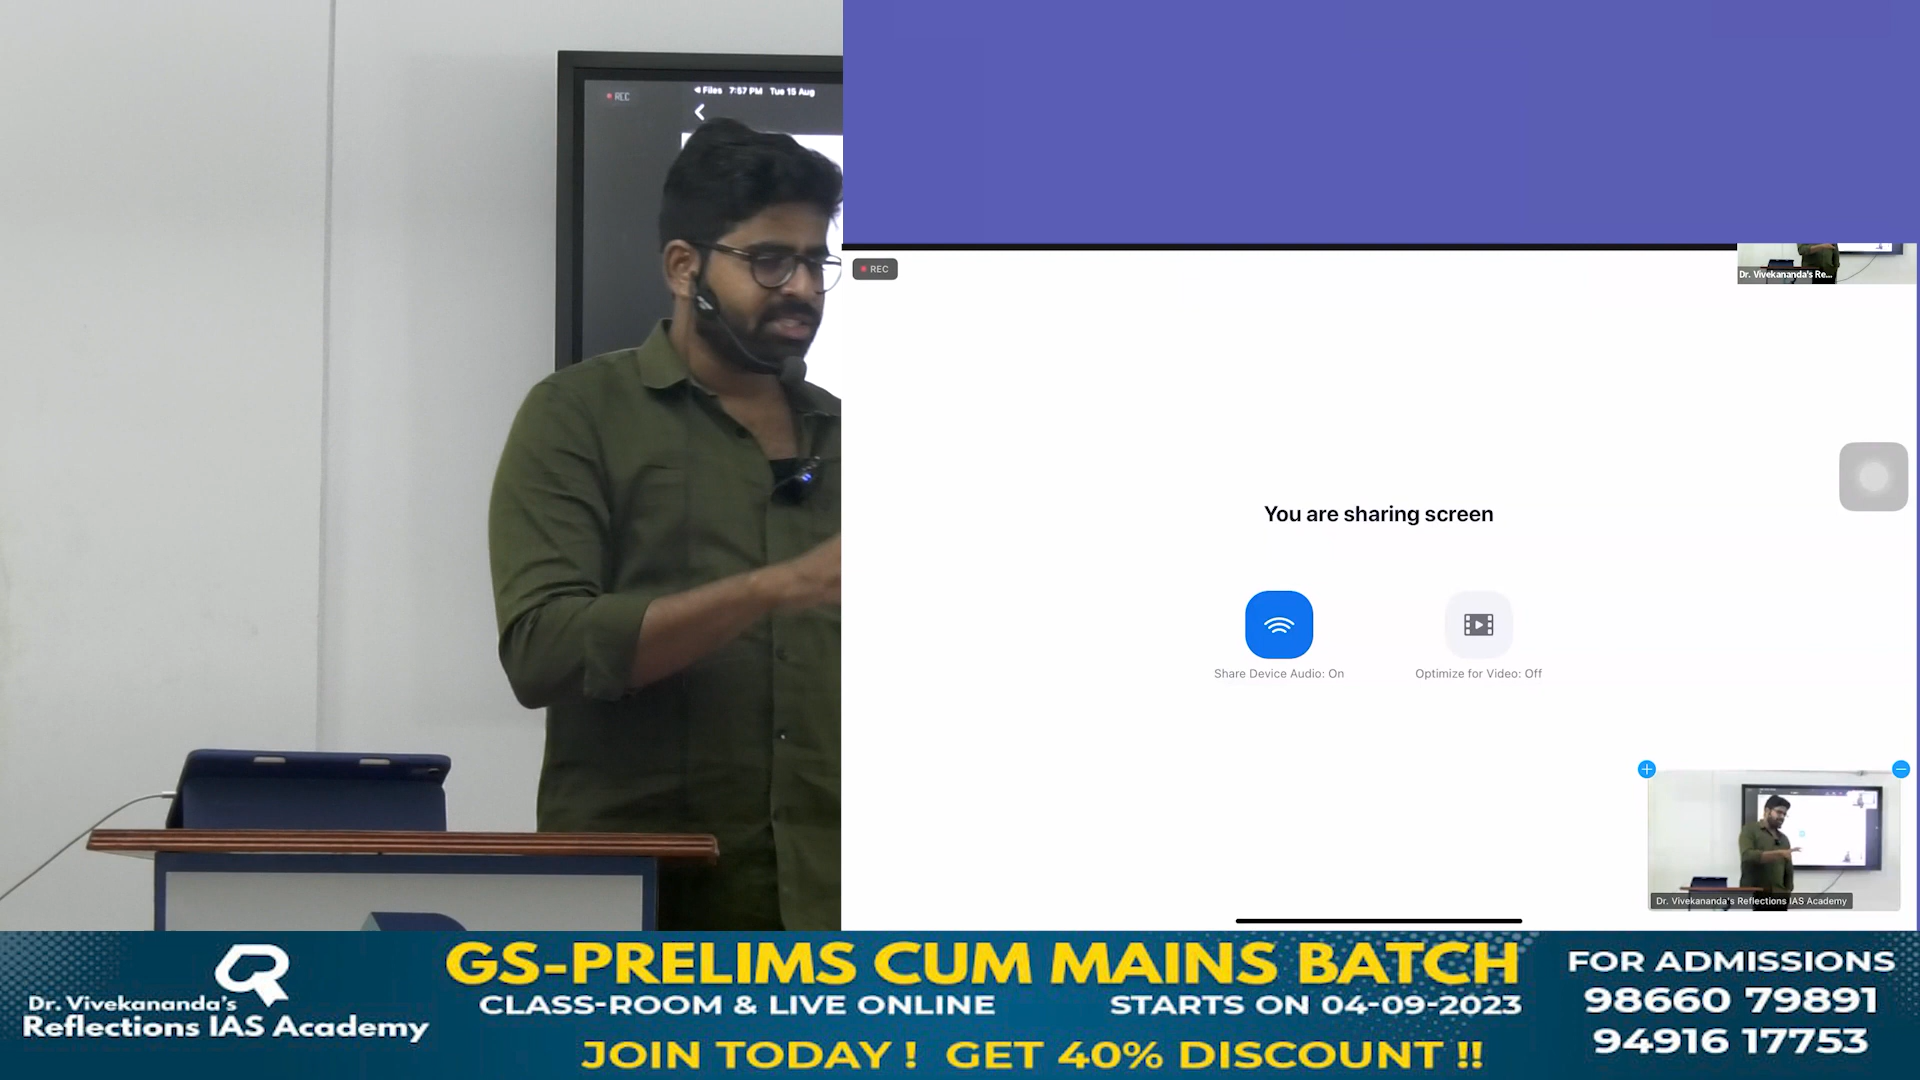 REC
Files 7:57 PM Tue 15 Aug
REC
Dr. Vivekananda's Re...
You are sharing screen
Share Device Audio: On
Optimize for Video: Off
Dr. Vivekananda's Reflections IAS Academy
Dr. Vivekananda's
Reflections IAS Academy
GS-PRELIMS CUM MAINS BATCH
CLASS-ROOM & LIVE ONLINE STARTS ON 04-09-2023
JOIN TODAY ! GET 40% DISCOUNT !!
FOR ADMISSIONS
98660 79891
94916 17753